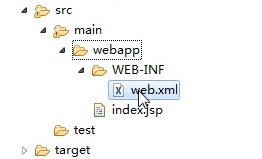 src
main
webapp
WEB-INF
web.xml
index.jsp
test
target